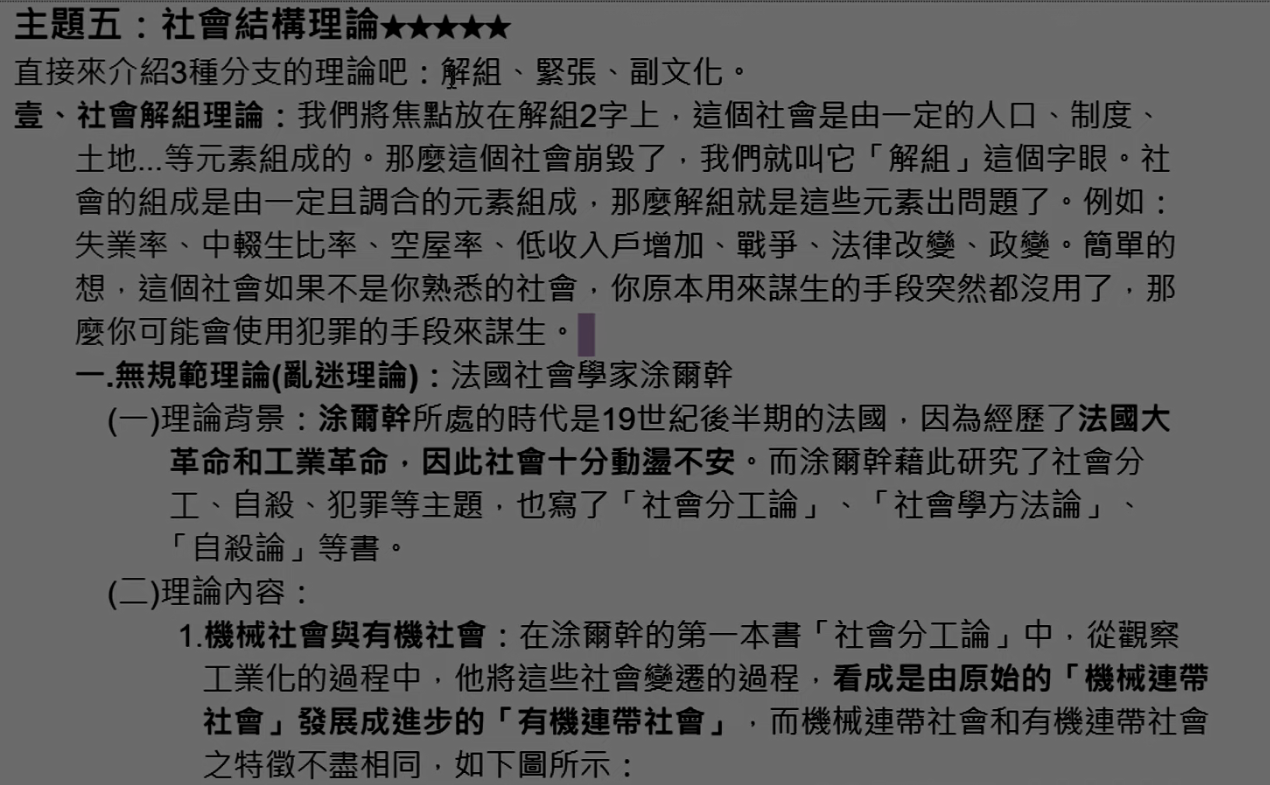 主題五：社會結構理論★★★★★
直接來介紹3種分支的理論吧：解組、緊張、副文化。
壹、社會解組理論：我們將焦點放在解組2字上，這個社會是由一定的人口、制度、
土地...等元素組成的。那麼這個社會崩毀了，我們就叫它「解組」這個字眼。社
會的組成是由一定且調合的元素組成，那麼解組就是這些元素出問題了。例如：
失業率、中輟生比率、空屋率、低收入戶增加、戰爭、法律改變、政變。簡單的
想，這個社會如果不是你熟悉的社會，你原本用來謀生的手段突然都沒用了，那
麼你可能會使用犯罪的手段來謀生。
一.無規範理論(亂迷理論)：法國社會學家涂爾幹
(一)理論背景：涂爾幹所處的時代是19世紀後半期的法國，因為經歷了法國大
革命和工業革命，因此社會十分動盪不安。而涂爾幹藉此研究了社會分
工、自殺、犯罪等主題，也寫了「社會分工論」、「社會學方法論」、
「自殺論」等書。
(二)理論內容：
1.機械社會與有機社會：在涂爾幹的第一本書「社會分工論」中，從觀察
工業化的過程中，他將這些社會變遷的過程，看成是由原始的「機械連帶
社會」發展成進步的「有機連帶社會」，而機械連帶社會和有機連帶社會
之特徵不盡相同，如下圖所示：